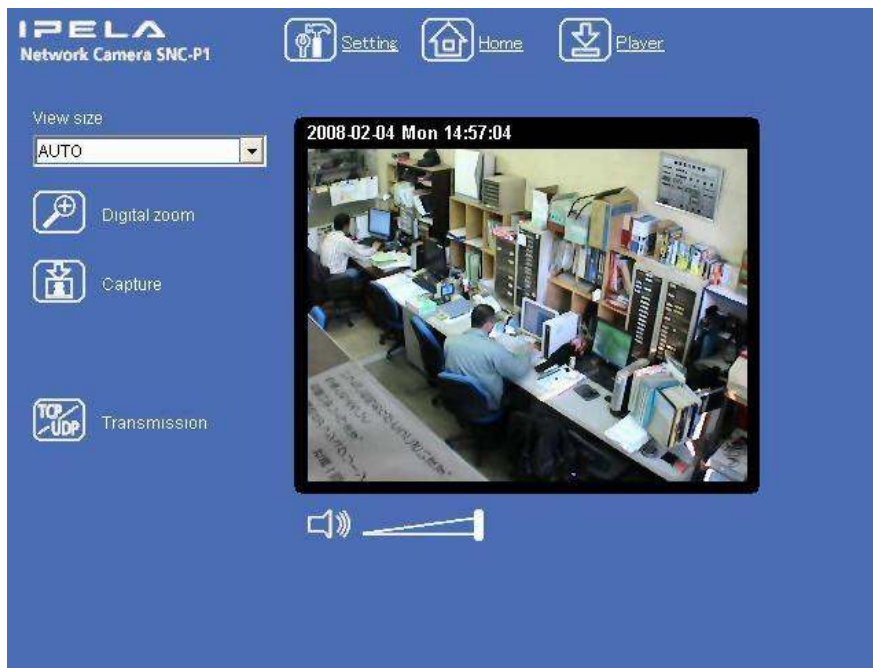 IPELA
Network Camera SNC-P1
Setting
Home
Player
View size
AUTO
2008-02-04 Mon 14:57:04
Digital zoom
Capture
TCP/UDP
Transmission